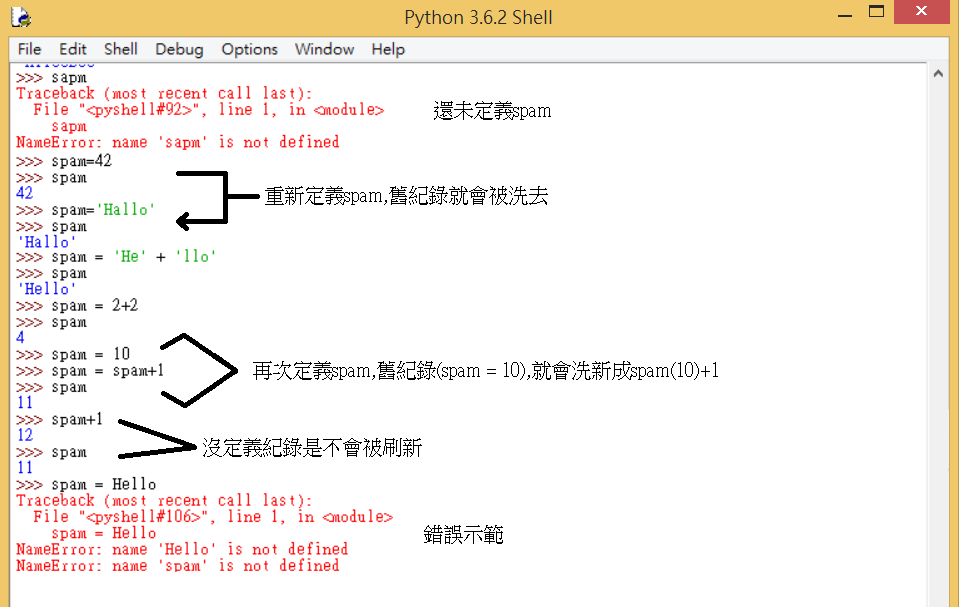 Python 3.6.2 Shell
File Edit Shell Debug Options Window Help
>>> sapm
Traceback (most recent call last):
File "<pyshell#92>", line 1, in <module>
sapm
還未定義spam
NameError: name 'sapm' is not defined
>>> spam=42
>>> spam
42
重新定義spam,舊紀錄就會被洗去
>>> spam='Hallo'
>>> spam
'Hallo'
>>> spam = 'He' + 'llo'
>>> spam
'Hello'
>>> spam = 2+2
>>> spam
4
>>> spam = 10
>>> spam = spam+1
再次定義spam,舊紀錄(spam = 10),就會洗新成spam(10)+1
>>> spam
11
>>> spam+1
12
>>> spam
沒定義紀錄是不會被刷新
11
>>> spam = Hello
Traceback (most recent call last):
File "<pyshell#106>", line 1, in <module>
spam = Hello
錯誤示範
NameError: name 'Hello' is not defined
NameError: name 'spam' is not defined